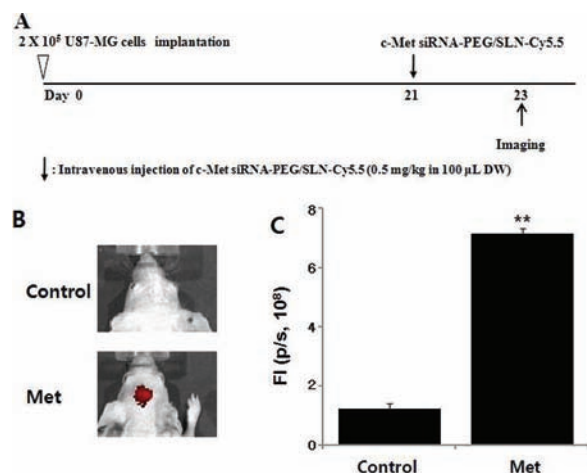 A
2 X 10⁵ U87-MG cells implantation
c-Met siRNA-PEG/SLN-Cy5.5
Day 0
21
23
Imaging
: Intravenous injection of c-Met siRNA-PEG/SLN-Cy5.5 (0.5 mg/kg in 100 µL DW)
B
Control
Met
C
FI (p/s, 10⁸)
8
6
4
2
0
**
Control
Met